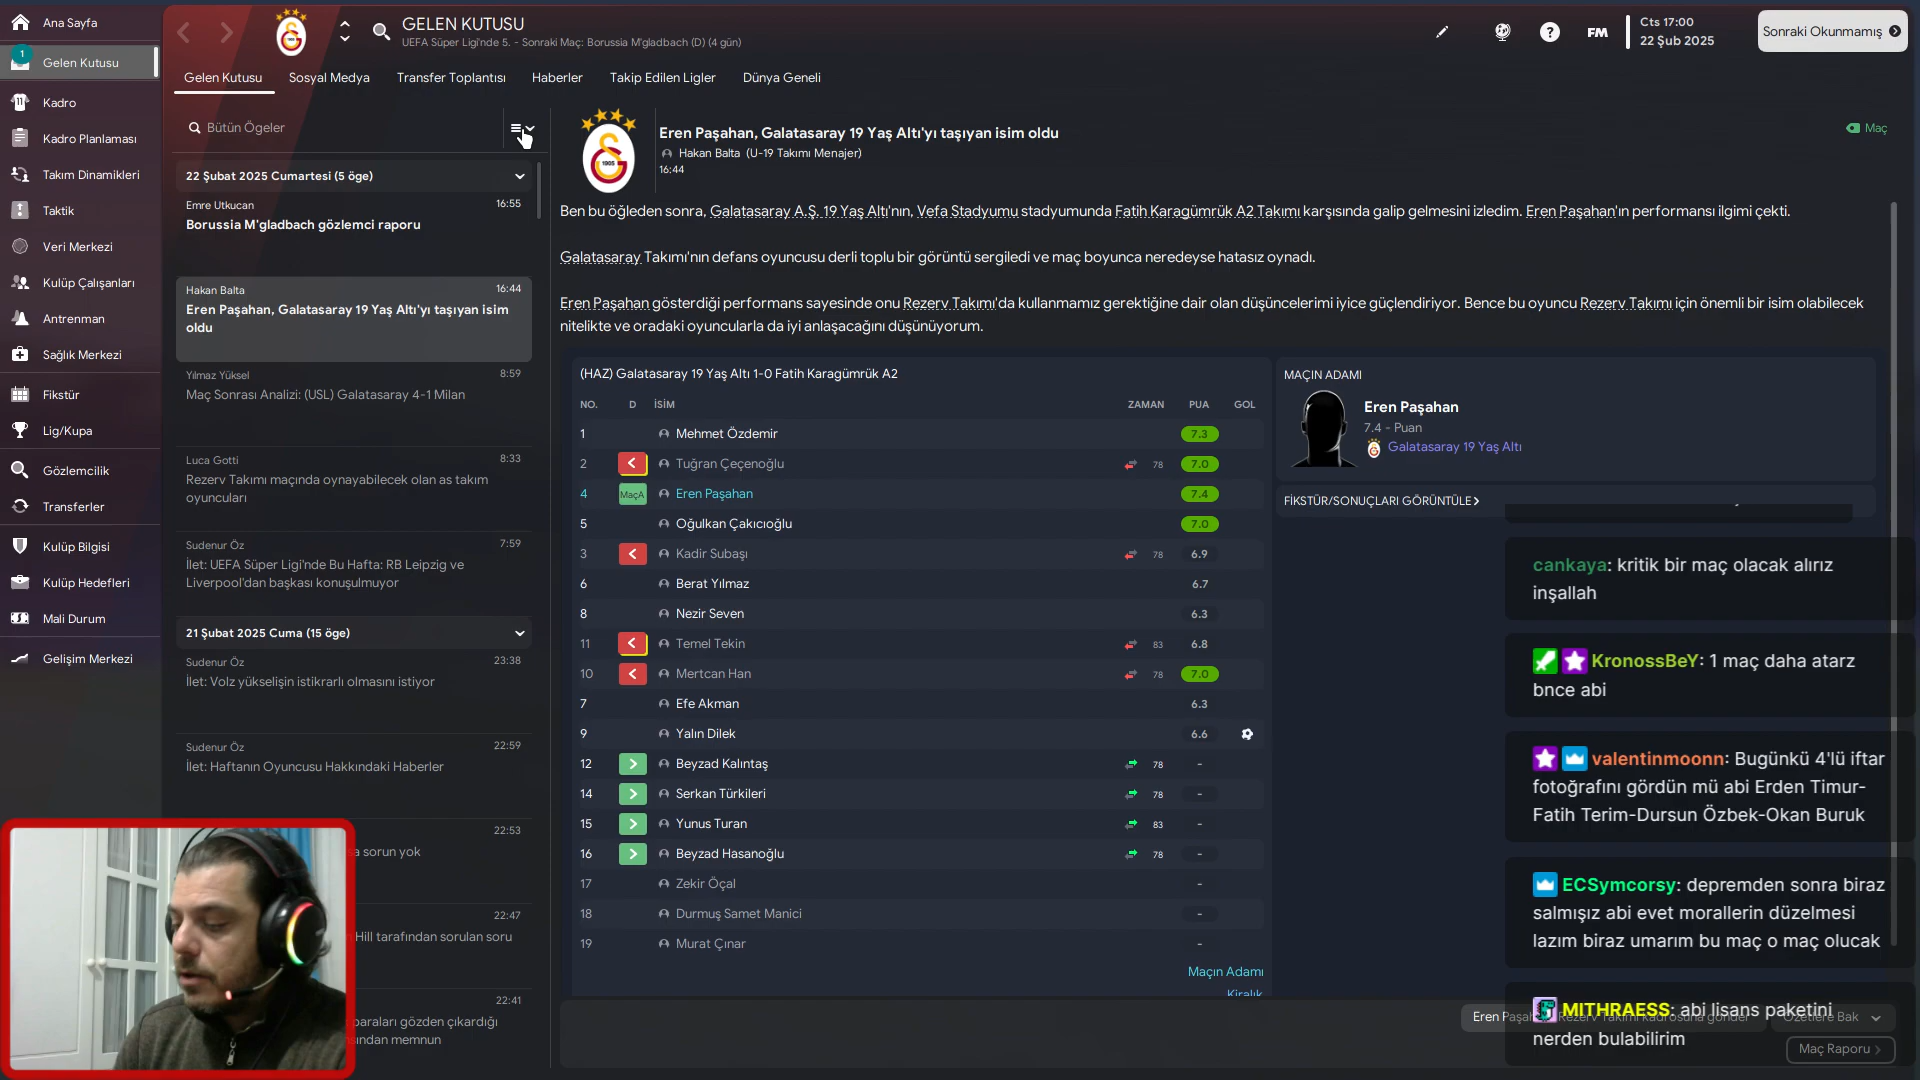 Ana Sayfa
1
Gelen Kutusu
Kadro
Kadro Planlaması
Takım Dinamikleri
Taktik
Veri Merkezi
Kulüp Çalışanları
Antrenman
Sağlık Merkezi
Fikstür
Lig/Kupa
Gözlemcilik
Transferler
Kulüp Bilgisi
Kulüp Hedefleri
Mali Durum
Gelişim Merkezi
GELEN KUTUSU
UEFA Süper Ligi'nde 5. - Sonraki Maç: Borussia M'gladbach (D) (4 gün)
FM
Cts 17:00
22 Şub 2025
Sonraki Okunmamış
Gelen Kutusu Sosyal Medya Transfer Toplantısı Haberler Takip Edilen Ligler Dünya Geneli
Bütün Ögeler
22 Şubat 2025 Cumartesi (5 öge)
Emre Utkucan 16:55
Borussia M'gladbach gözlemci raporu
Hakan Balta 16:44
Eren Paşahan, Galatasaray 19 Yaş Altı'yı taşıyan isim
oldu
Yılmaz Yüksel 8:59
Maç Sonrası Analizi: (USL) Galatasaray 4-1 Milan
Luca Gotti 8:33
Rezerv Takımı maçında oynayabilecek olan as takım
oyuncuları
Sudenur Öz 7:59
İlet: UEFA Süper Ligi'nde Bu Hafta: RB Leipzig ve
Liverpool'dan başkası konuşulmuyor
21 Şubat 2025 Cuma (15 öge)
Sudenur Öz 23:38
İlet: Volz yükselişin istikrarlı olmasını istiyor
Sudenur Öz 22:59
İlet: Haftanın Oyuncusu Hakkındaki Haberler
22:53
sa sorun yok
22:47
Hill tarafından sorulan soru
22:41
paraları gözden çıkardığı
ından memnun
1905
Eren Paşahan, Galatasaray 19 Yaş Altı'yı taşıyan isim oldu
Hakan Balta (U-19 Takımı Menajer)
16:44
Maç
Ben bu öğleden sonra, Galatasaray A.Ş. 19 Yaş Altı'nın, Vefa Stadyumu stadyumunda Fatih Karagümrük A2 Takımı karşısında galip gelmesini izledim. Eren Paşahan'ın performansı ilgimi çekti.
Galatasaray Takımı'nın defans oyuncusu derli toplu bir görüntü sergiledi ve maç boyunca neredeyse hatasız oynadı.
Eren Paşahan gösterdiği performans sayesinde onu Rezerv Takımı'da kullanmamız gerektiğine dair olan düşüncelerimi iyice güçlendiriyor. Bence bu oyuncu Rezerv Takımı için önemli bir isim olabilecek
nitelikte ve oradaki oyuncularla da iyi anlaşacağını düşünüyorum.
(HAZ) Galatasaray 19 Yaş Altı 1-0 Fatih Karagümrük A2
NO. D İSİM ZAMAN PUA GOL
1 Mehmet Özdemir 7.3
2 Tuğran Çeçenoğlu 78 7.0
4 MaçA Eren Paşahan 7.4
5 Oğulkan Çakıcıoğlu 7.0
3 Kadir Subaşı 78 6.9
6 Berat Yılmaz 6.7
8 Nezir Seven 6.3
11 Temel Tekin 83 6.8
10 Mertcan Han 78 7.0
7 Efe Akman 6.3
9 Yalın Dilek 6.6
12 Beyzad Kalıntaş 78 -
14 Serkan Türkileri 78 -
15 Yunus Turan 83 -
16 Beyzad Hasanoğlu 78 -
17 Zekir Öçal -
18 Durmuş Samet Manici -
19 Murat Çınar -
Maçın Adamı
Kiralık
MAÇIN ADAMI
Eren Paşahan
7.4 - Puan
Galatasaray 19 Yaş Altı
FİKSTÜR/SONUÇLARI GÖRÜNTÜLE
cankaya: kritik bir maç olacak alırız
inşallah
KronossBeY: 1 maç daha atarz
bnce abi
valentinmoonn: Bugünkü 4'lü iftar
fotoğrafını gördün mü abi Erden Timur-
Fatih Terim-Dursun Özbek-Okan Buruk
ECSymcorsy: depremden sonra biraz
salmışız abi evet morallerin düzelmesi
lazım biraz umarım bu maç o maç olucak
MITHRAESS: abi lisans paketini
nerden bulabilirim
Eren Paşa Rezerv Takımı kadrosuna gönder
Özetlere Bak
Maç Raporu